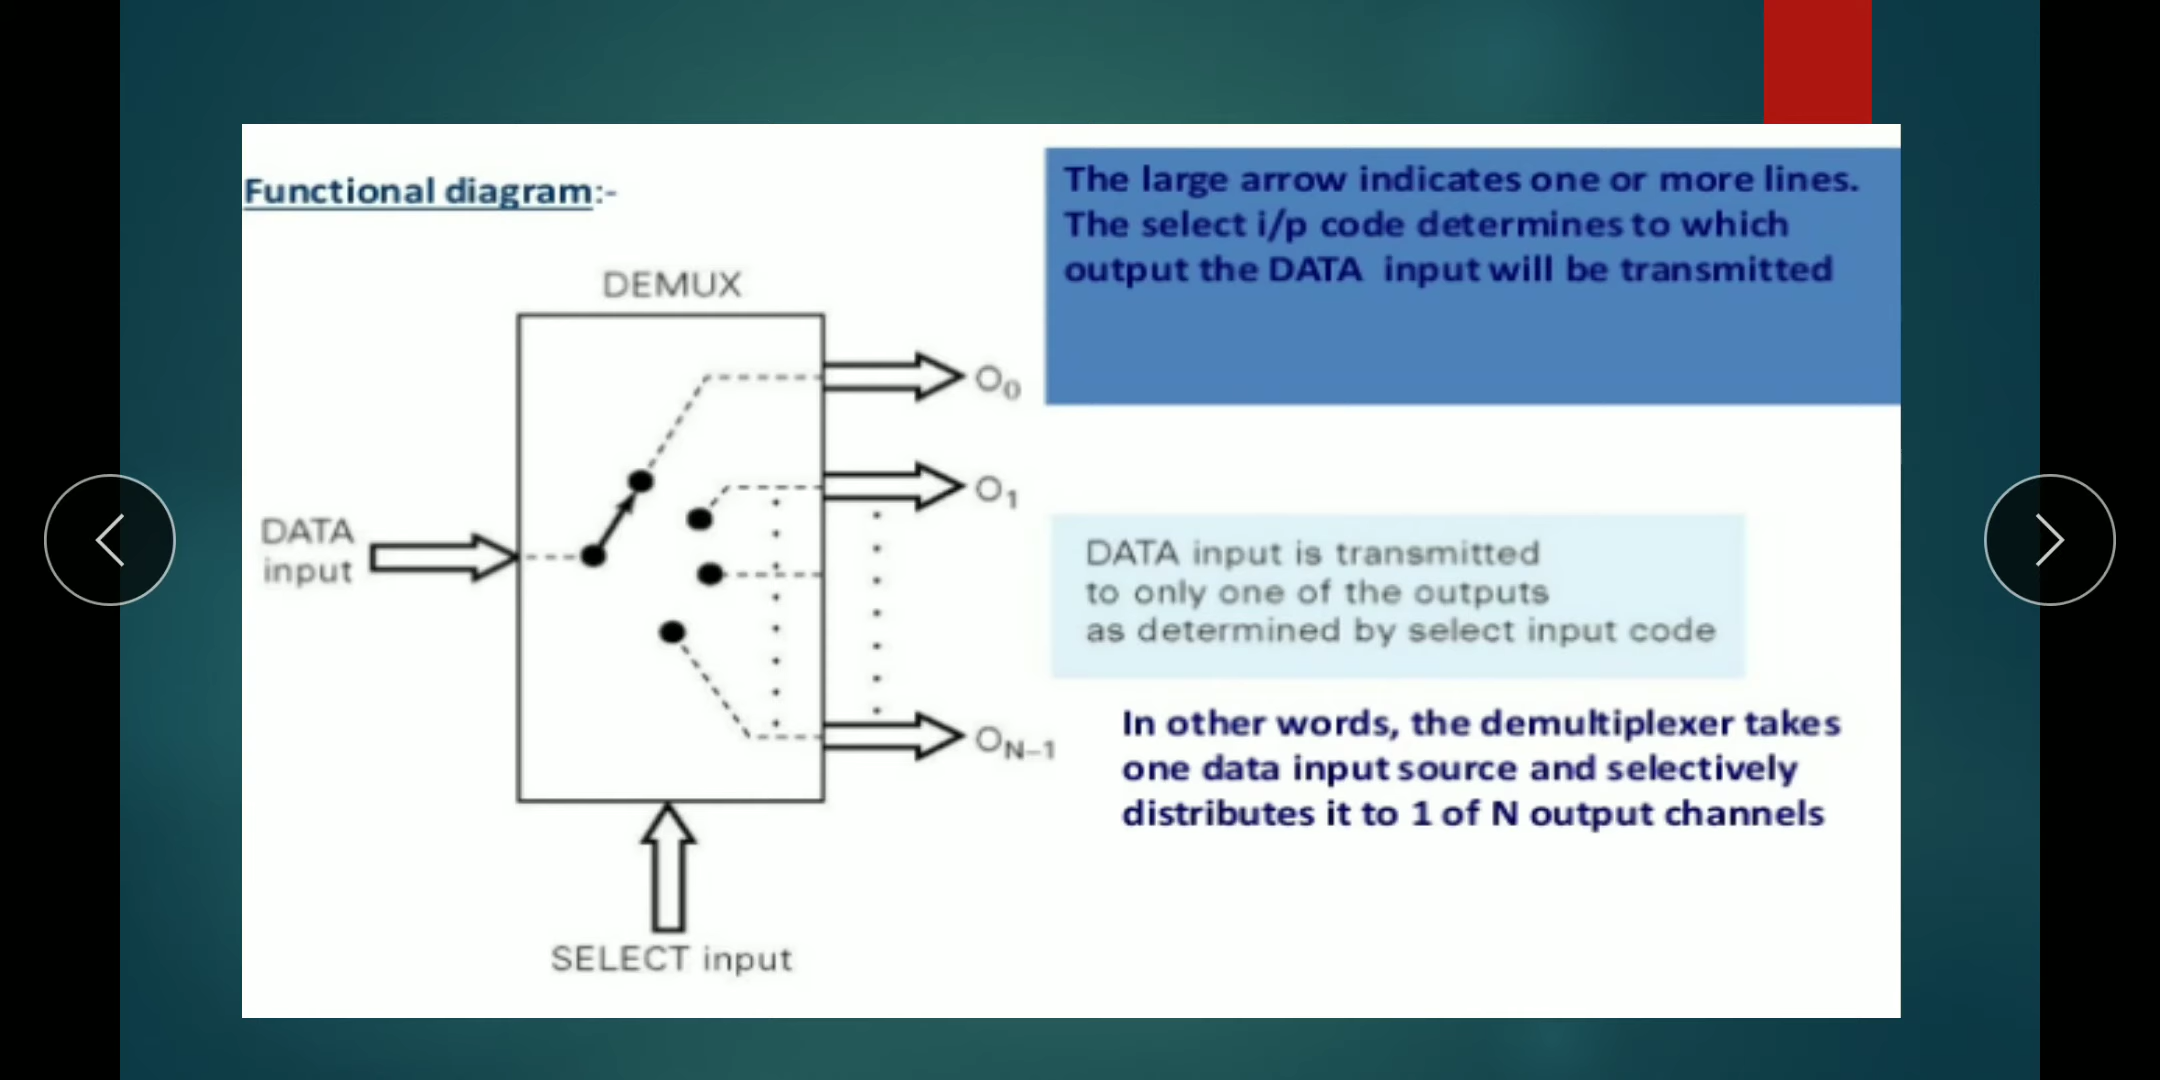 Functional diagram:-
The large arrow indicates one or more lines.
The select i/p code determines to which
output the DATA input will be transmitted
DEMUX
O0
O1
DATA
input
DATA input is transmitted
to only one of the outputs
as determined by select input code
ON–1
In other words, the demultiplexer takes
one data input source and selectively
distributes it to 1 of N output channels
SELECT input